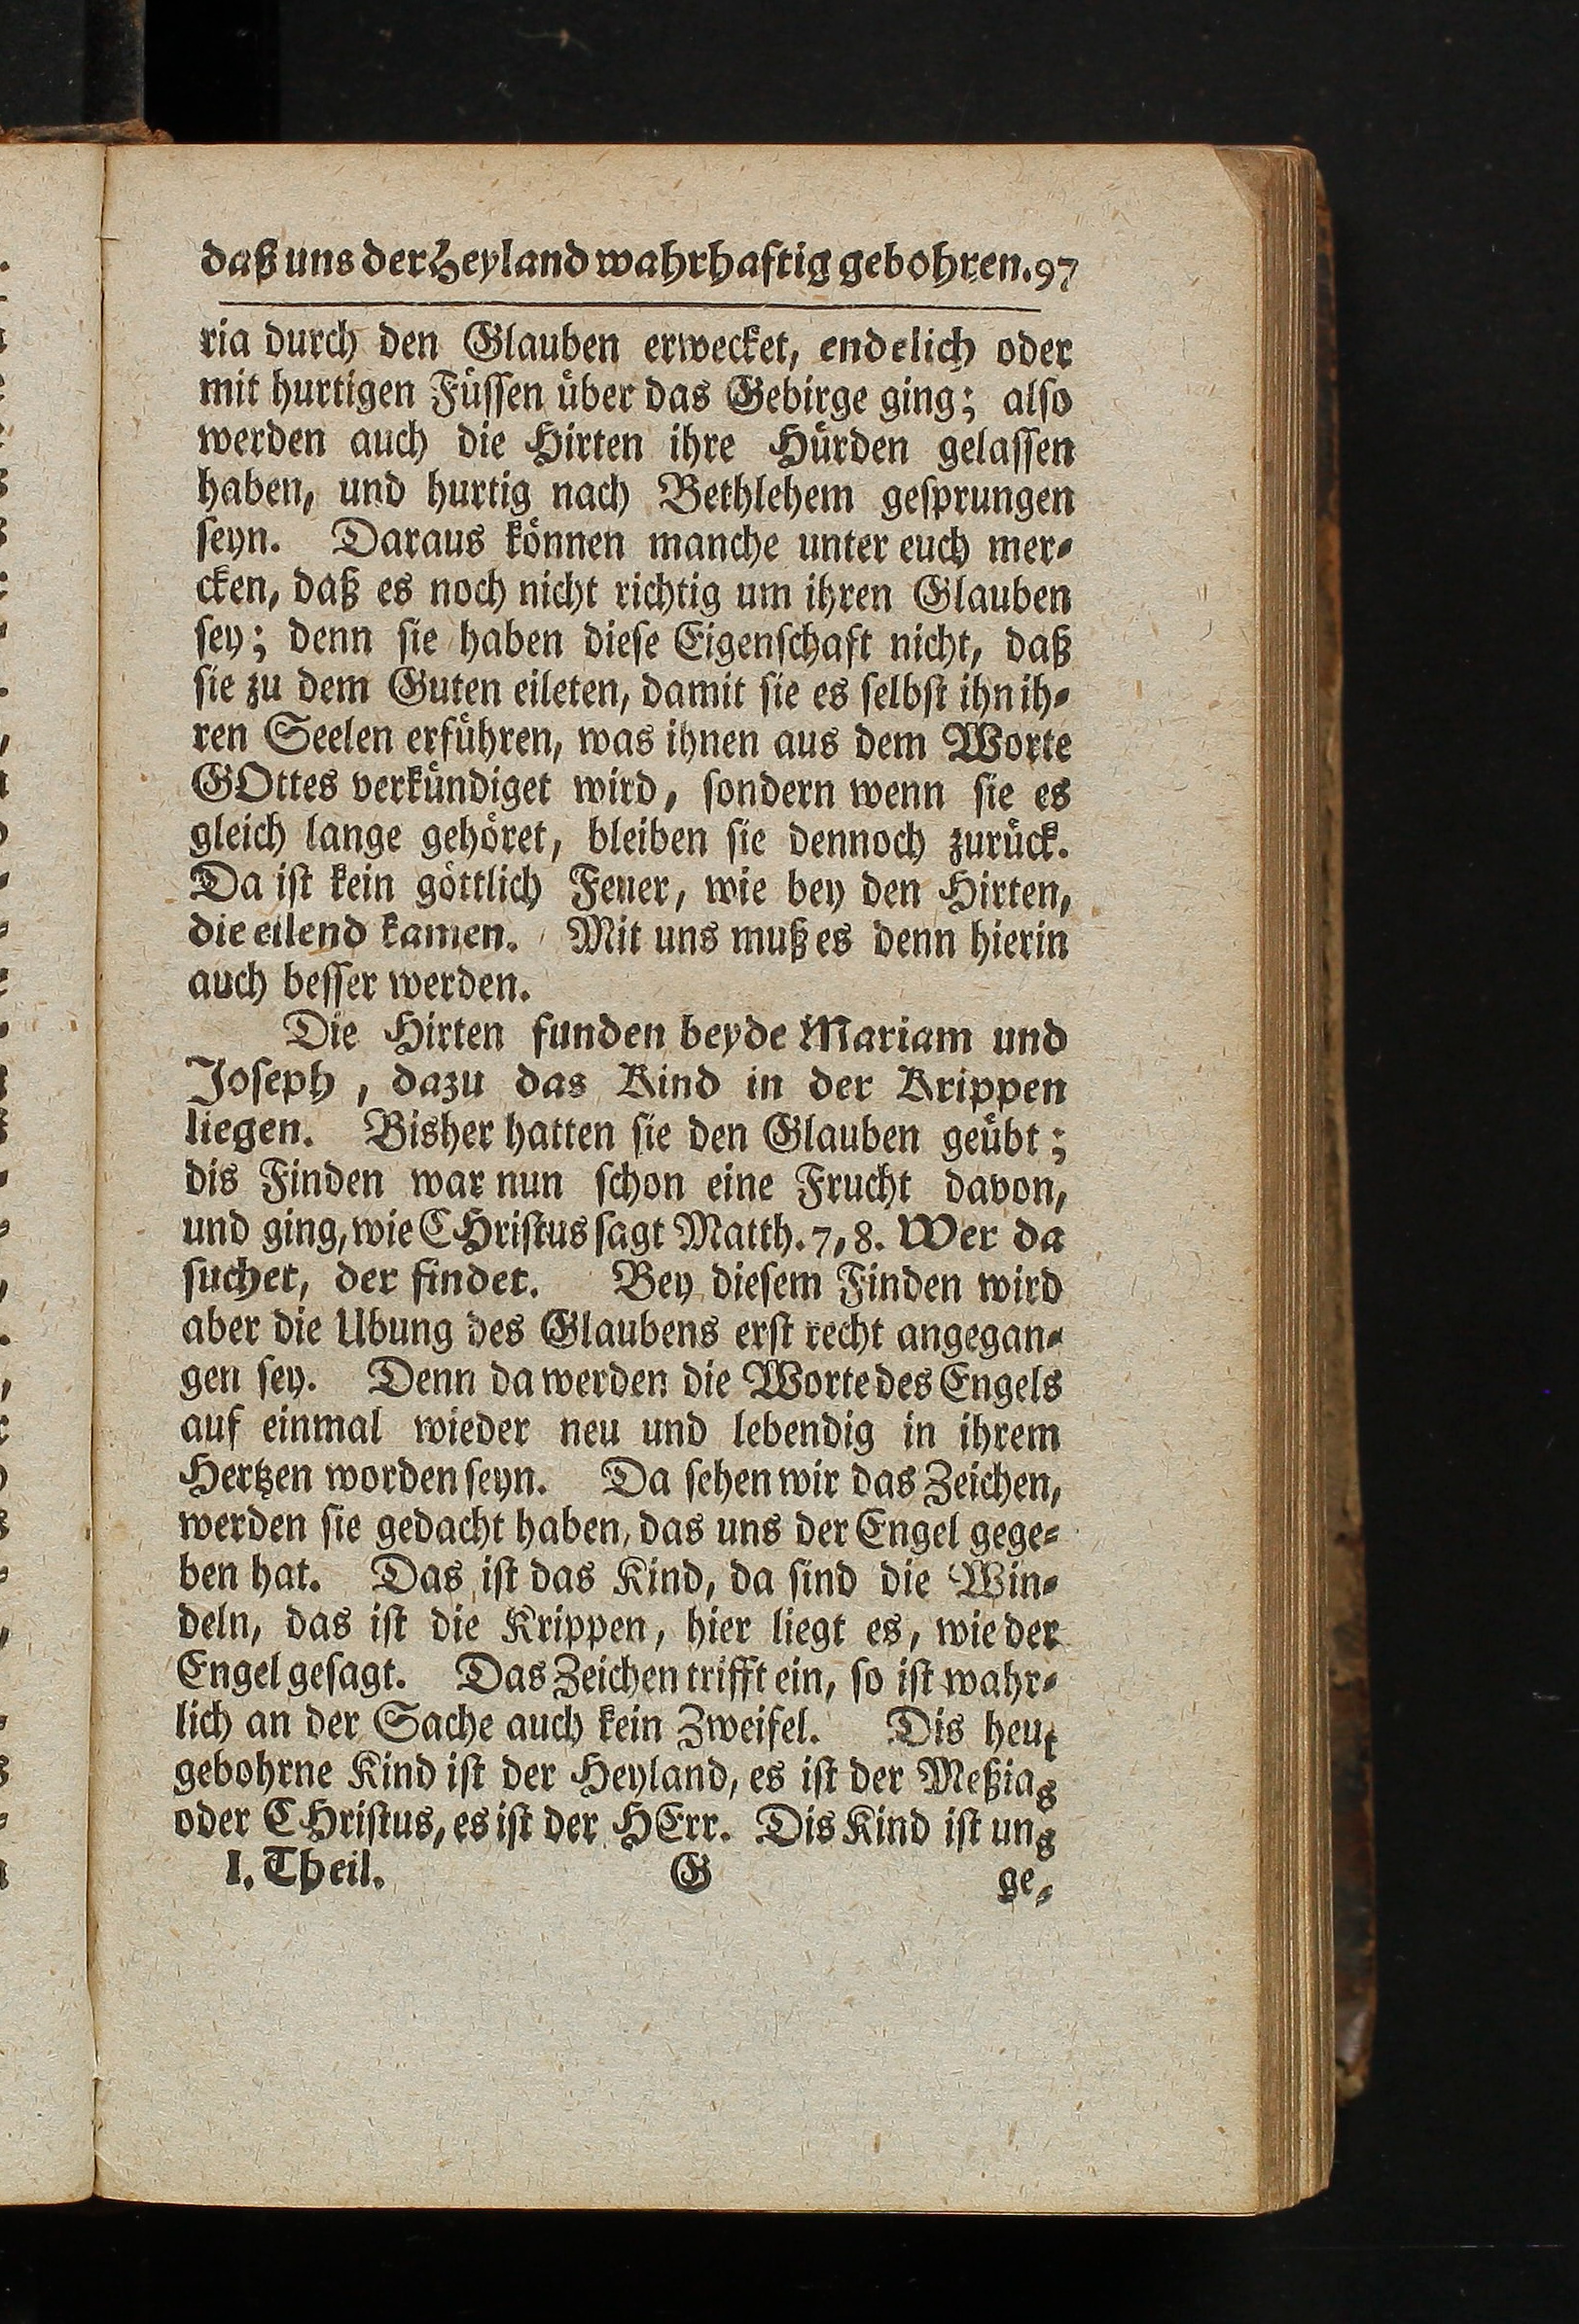 daß uns der Heyland wahrhaftig gebohren. 97
ria durch den Glauben erwecket, endelich oder
mit hurtigen Füssen über das Gebirge ging; also
werden auch die Hirten ihre Hürden gelassen
haben, und hurtig nach Bethlehem gesprungen
seyn. Daraus können manche unter euch mer-
cken, daß es noch nicht richtig um ihren Glauben
sey; denn sie haben diese Eigenschaft nicht, daß
sie zu dem Guten eileten, damit sie es selbst ihn ih-
ren Seelen erführen, was ihnen aus dem Worte
GOttes verkündiget wird, sondern wenn sie es
gleich lange gehöret, bleiben sie dennoch zurück.
Da ist kein göttlich Feuer, wie bey den Hirten,
die eilend kamen. Mit uns muß es denn hierin
auch besser werden.
Die Hirten funden beyde Mariam und
Joseph, dazu das Kind in der Krippen
liegen. Bisher hatten sie den Glauben geübt;
dis Finden war nun schon eine Frucht davon,
und ging, wie CHristus sagt Matth. 7, 8. Wer da
suchet, der findet. Bey diesem Finden wird
aber die Ubung des Glaubens erst recht angegan-
gen sey. Denn da werden die Worte des Engels
auf einmal wieder neu und lebendig in ihrem
Hertzen worden seyn. Da sehen wir das Zeichen,
werden sie gedacht haben, das uns der Engel gege-
ben hat. Das ist das Kind, da sind die Win-
deln, das ist die Krippen, hier liegt es, wie der
Engel gesagt. Das Zeichen trifft ein, so ist wahr-
lich an der Sache auch kein Zweifel. Dis heut
gebohrne Kind ist der Heyland, es ist der Meßias
oder CHristus, es ist der HErr. Dis Kind ist uns
I. Theil. G ge-